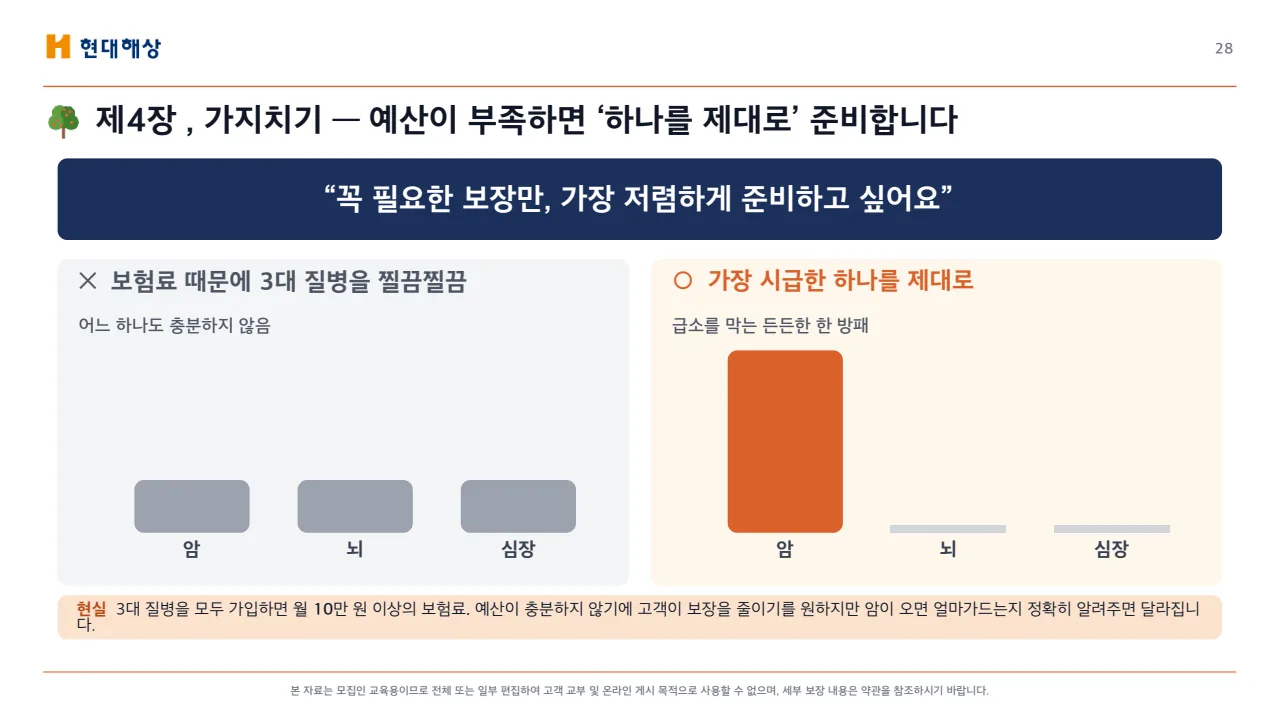 현대해상
28
제4장 , 가지치기 — 예산이 부족하면 ‘하나를 제대로’ 준비합니다
“꼭 필요한 보장만, 가장 저렴하게 준비하고 싶어요”
✕ 보험료 때문에 3대 질병을 찔끔찔끔
어느 하나도 충분하지 않음
암 뇌 심장
○ 가장 시급한 하나를 제대로
급소를 막는 든든한 한 방패
암 뇌 심장
현실 3대 질병을 모두 가입하면 월 10만 원 이상의 보험료. 예산이 충분하지 않기에 고객이 보장을 줄이기를 원하지만 암이 오면 얼마가드는지 정확히 알려주면 달라집니
다.
본 자료는 모집인 교육용이므로 전체 또는 일부 편집하여 고객 교부 및 온라인 게시 목적으로 사용할 수 없으며, 세부 보장 내용은 약관을 참조하시기 바랍니다.